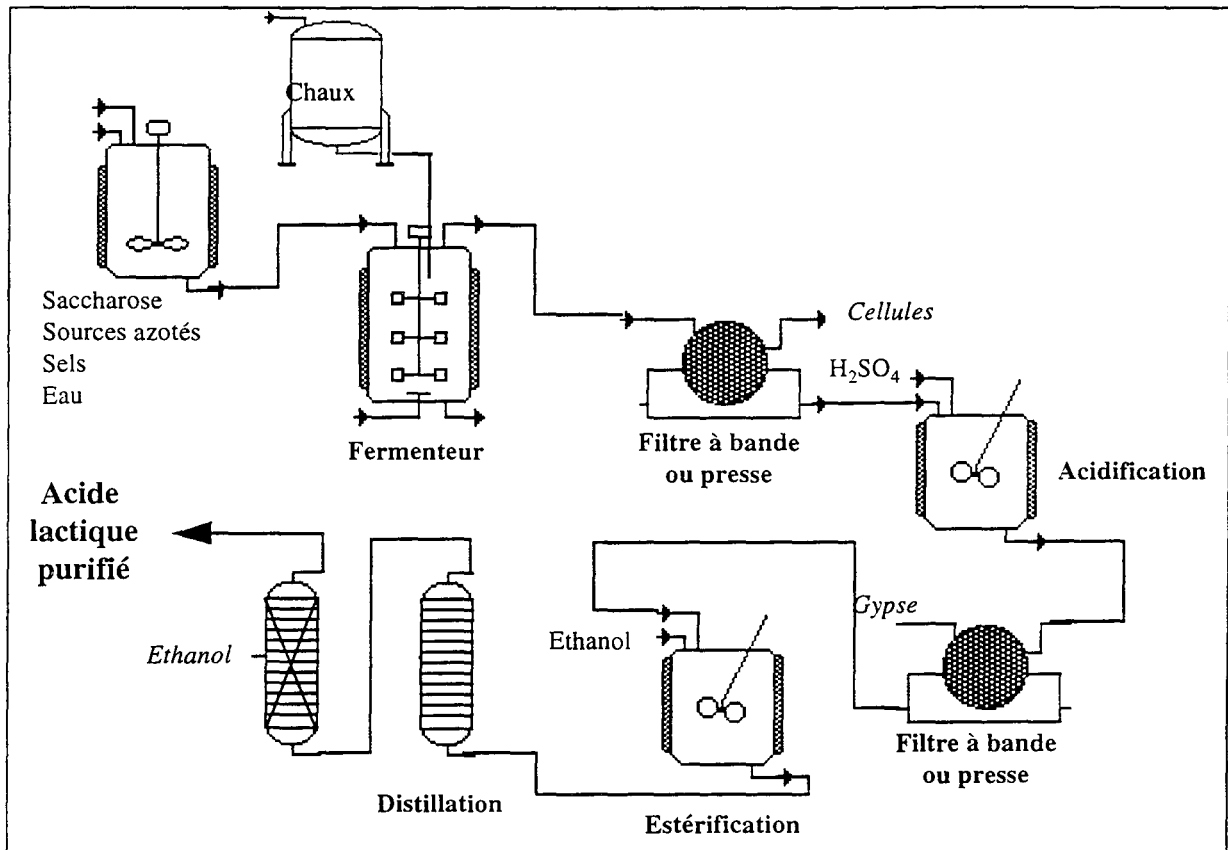 Chaux
Saccharose
Sources azotés
Sels
Eau
Fermenteur
Cellules
Filtre à bande
ou presse
H₂SO₄
Acidification
Acide
lactique
purifié
Ethanol
Distillation
Ethanol
Estérification
Gypse
Filtre à bande
ou presse